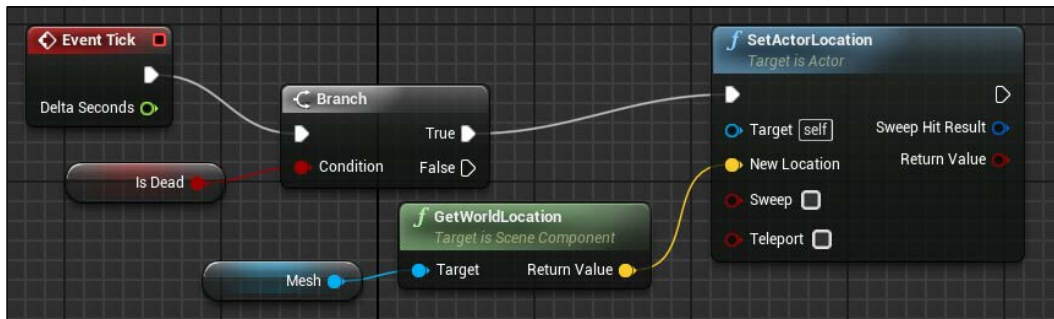 Event Tick
Delta Seconds
Is Dead
Branch
True
Condition
False
f GetWorldLocation
Target is Scene Component
Target
Return Value
Mesh
f SetActorLocation
Target is Actor
Target self
Sweep Hit Result
New Location
Return Value
Sweep
Teleport